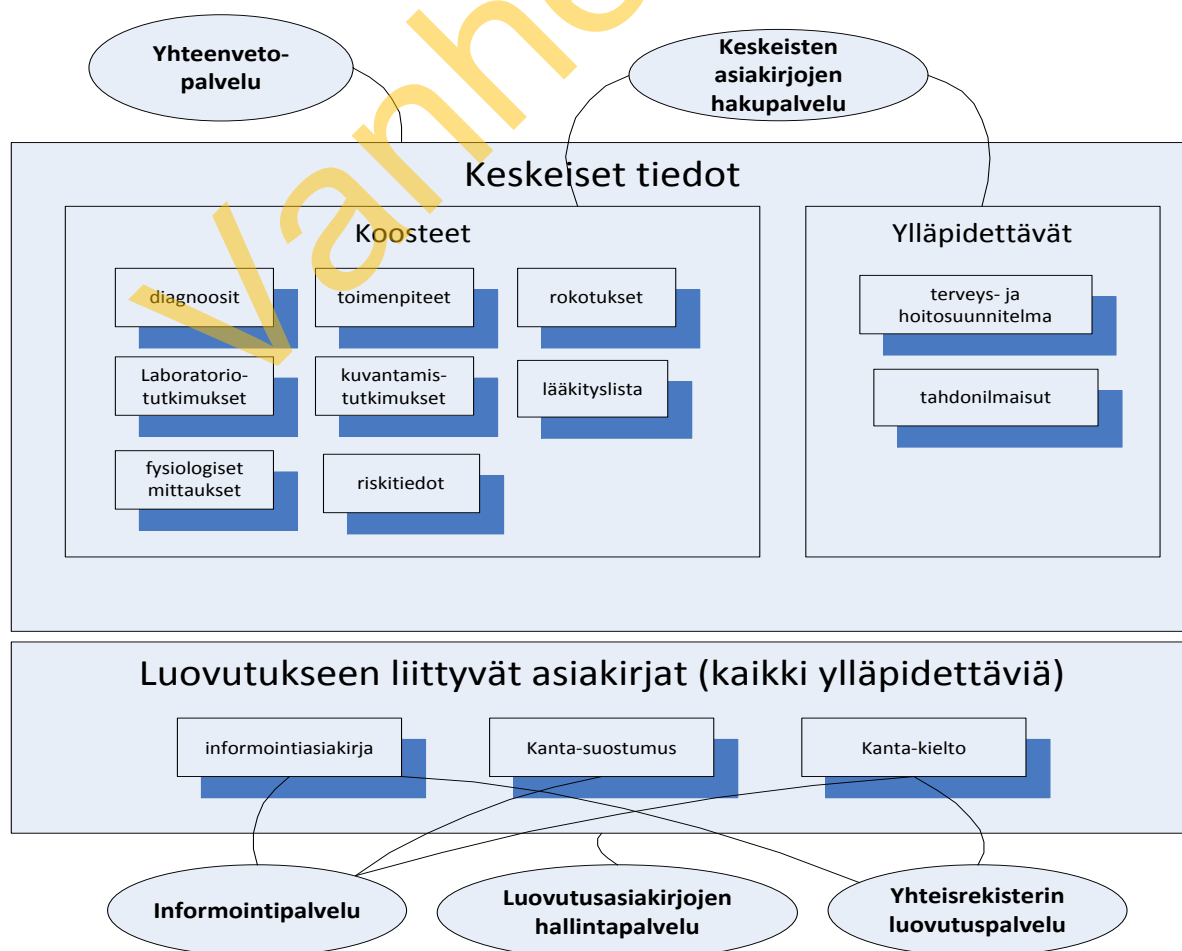 Yhteenveto-
palvelu
Keskeisten
asiakirjojen
hakupalvelu
Keskeiset tiedot
Koosteet
diagnoosit
toimenpiteet
rokotukset
Laboratorio-
tutkimukset
kuvantamis-
tutkimukset
lääkityslista
fysiologiset
mittaukset
riskitiedot
Ylläpidettävät
terveys- ja
hoitosuunnitelma
tahdonilmaisut
Luovutukseen liittyvät asiakirjat (kaikki ylläpidettäviä)
informointiasiakirja
Kanta-suostumus
Kanta-kielto
Informointipalvelu
Luovutusasiakirjojen
hallintapalvelu
Yhteisrekisterin
luovutuspalvelu